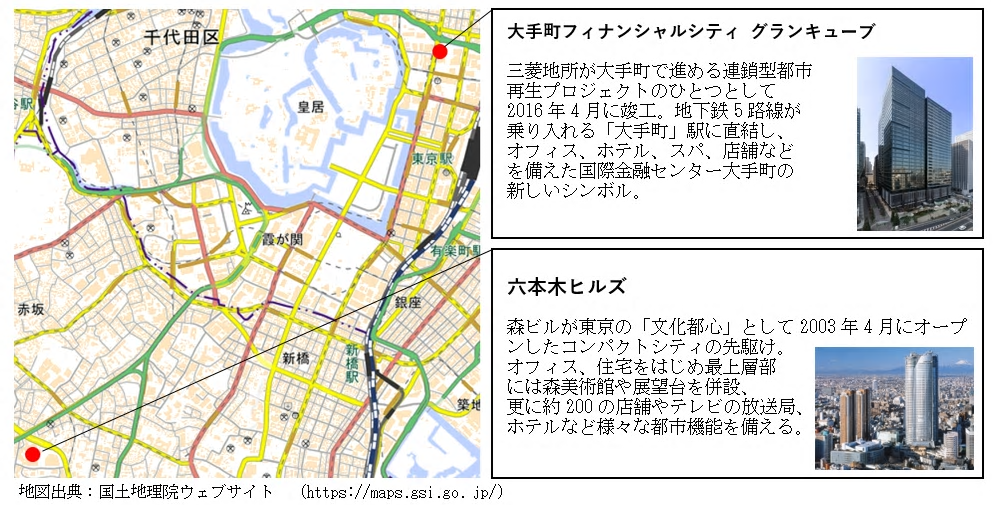 千代田区
皇居
東京駅
霞が関
有楽町駅
赤坂
銀座
新橋
新橋駅
築地
大手町フィナンシャルシティ グランキューブ
三菱地所が大手町で進める連鎖型都市
再生プロジェクトのひとつとして
2016年4月に竣工。地下鉄5路線が
乗り入れる「大手町」駅に直結し、
オフィス、ホテル、スパ、店舗など
を備えた国際金融センター大手町の
新しいシンボル。
六本木ヒルズ
森ビルが東京の「文化都心」として2003年4月にオープ
ンしたコンパクトシティの先駆け。
オフィス、住宅をはじめ最上層部
には森美術館や展望台を併設、
更に約200の店舗やテレビの放送局、
ホテルなど様々な都市機能を備える。
地図出典：国土地理院ウェブサイト （https://maps.gsi.go.jp/）